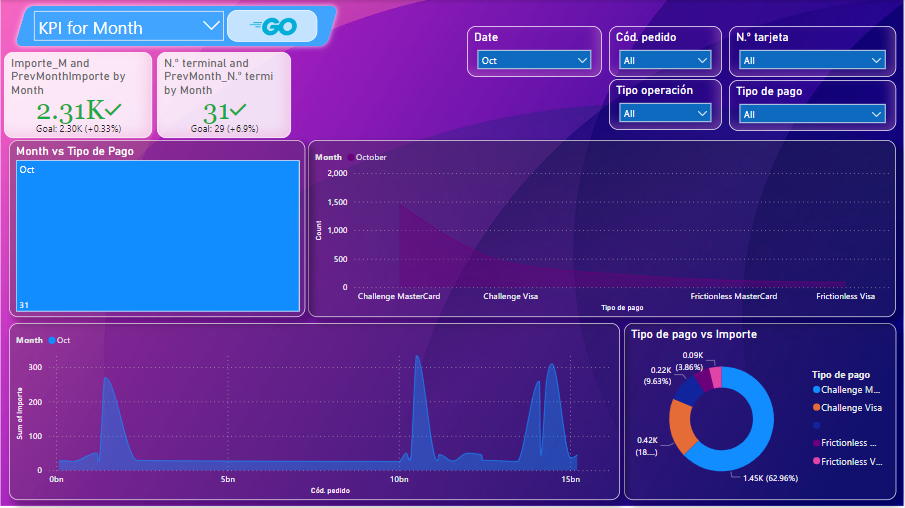 KPI for Month
GO
Date
Oct
Cód. pedido
All
N.º tarjeta
All
Tipo operación
All
Tipo de pago
All
Importe_M and
PrevMonthImporte by
Month
2.31K
Goal: 2.30K (+0.33%)
N.º terminal and
PrevMonth_N.º termi
by Month
31
Goal: 29 (+6.9%)
Month vs Tipo de Pago
Oct
31
Month October
2,000
1,500
1,000
500
0
Count
Challenge MasterCard
Challenge Visa
Frictionless MasterCard
Frictionless Visa
Tipo de pago
Month Oct
300
200
100
0
Sum of Importe
0bn
5bn
10bn
15bn
Cód. pedido
Tipo de pago vs Importe
0.09K
(3.86%)
0.22K
(9.63%)
0.42K
(18....)
1.45K (62.96%)
Tipo de pago
Challenge M...
Challenge Visa
Frictionless ...
Frictionless V...